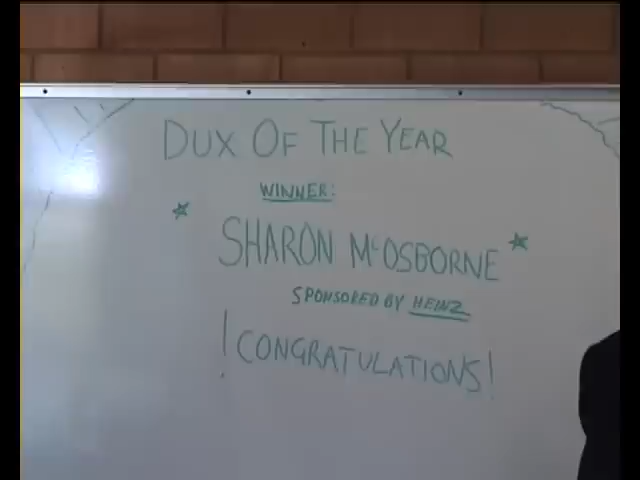 DUX OF THE YEAR
WINNER:
SHARON McOSBORNE
SPONSORED BY HEINZ
!CONGRATULATIONS!